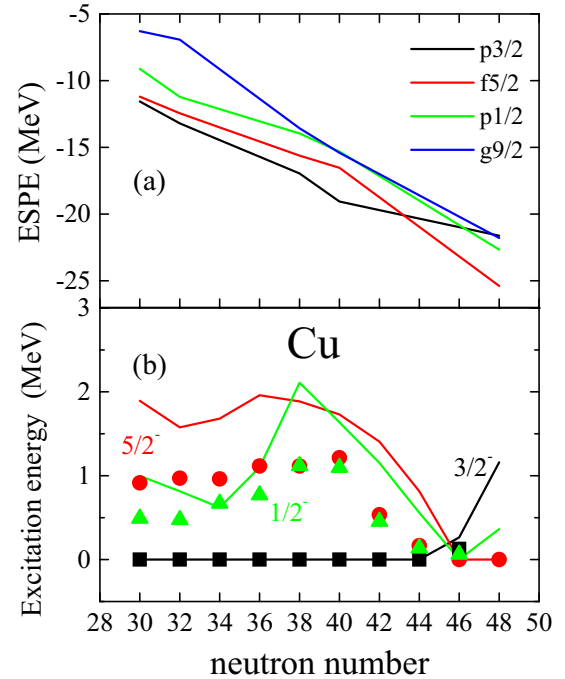 -5
-10
-15
-20
-25
ESPE (MeV)
p3/2
f5/2
p1/2
g9/2
(a)
3
2
1
0
Excitation energy (MeV)
(b)
Cu
5/2⁻
1/2⁻
3/2⁻
28 30 32 34 36 38 40 42 44 46 48 50
neutron number